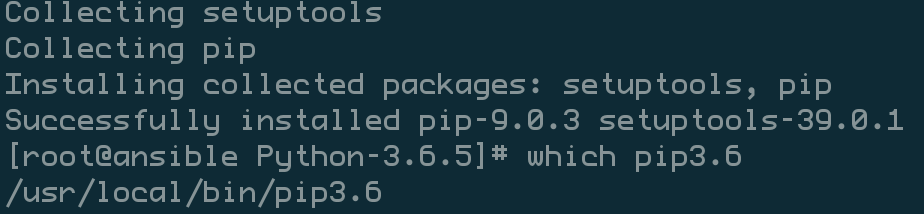 Collecting setuptools
Collecting pip
Installing collected packages: setuptools, pip
Successfully installed pip-9.0.3 setuptools-39.0.1
[root@ansible Python-3.6.5]# which pip3.6
/usr/local/bin/pip3.6